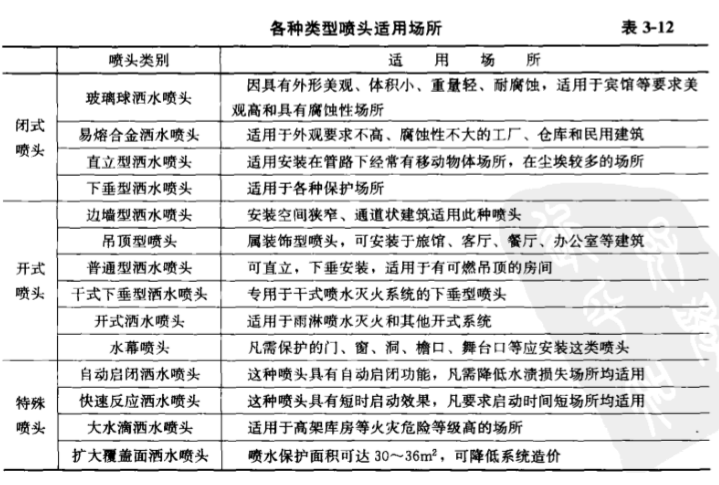 各种类型喷头适用场所 表 3-12
喷头类别 适用场所
闭式喷头 玻璃球洒水喷头 因具有外形美观、体积小、重量轻、耐腐蚀，适用于宾馆等要求美
观高和具有腐蚀性场所
易熔合金洒水喷头 适用于外观要求不高、腐蚀性不大的工厂、仓库和民用建筑
直立型洒水喷头 适用安装在管路下经常有移动物体场所，在尘埃较多的场所
下垂型洒水喷头 适用于各种保护场所
开式喷头 边墙型洒水喷头 安装空间狭窄、通道状建筑适用此种喷头
吊顶型喷头 属装饰型喷头，可安装于旅馆、客厅、餐厅、办公室等建筑
普通型洒水喷头 可直立，下垂安装，适用于有可燃吊顶的房间
干式下垂型洒水喷头 专用于干式喷水灭火系统的下垂型喷头
开式洒水喷头 适用于雨淋喷水灭火和其他开式系统
水幕喷头 凡需保护的门、窗、洞、檐口、舞台口等应安装这类喷头
特殊喷头 自动启闭洒水喷头 这种喷头具有自动启闭功能，凡需降低水渍损失场所均适用
快速反应洒水喷头 这种喷头具有短时启动效果，凡要求启动时间短场所均适用
大水滴洒水喷头 适用于高架库房等火灾危险等级高的场所
扩大覆盖面洒水喷头 喷水保护面积可达 30～36m²，可降低系统造价